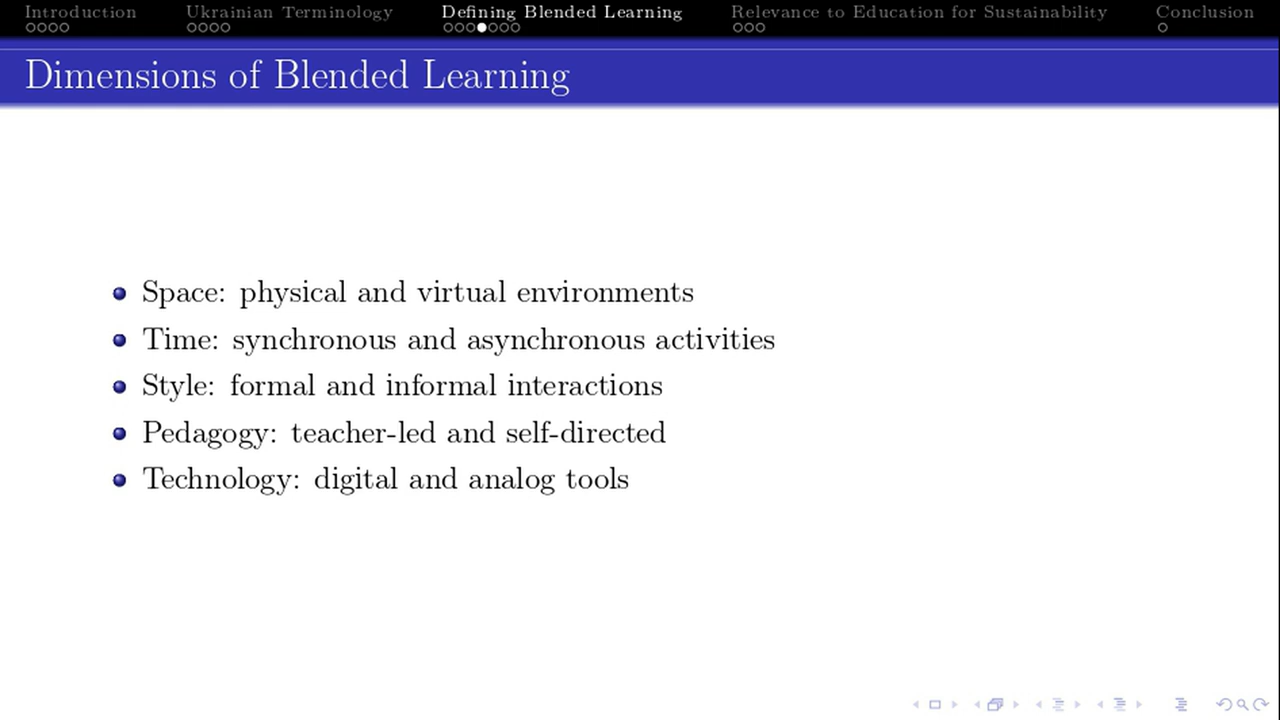 Introduction
Ukrainian Terminology
Defining Blended Learning
Relevance to Education for Sustainability
Conclusion
Dimensions of Blended Learning
Space: physical and virtual environments
Time: synchronous and asynchronous activities
Style: formal and informal interactions
Pedagogy: teacher-led and self-directed
Technology: digital and analog tools